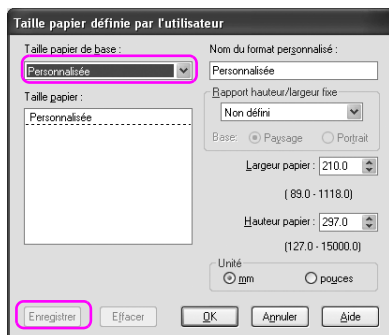 Taille papier définie par l'utilisateur
Taille papier de base :
Personnalisée
Taille papier :
Personnalisée
Nom du format personnalisé :
Personnalisée
Rapport hauteur/largeur fixe
Non défini
Base: Paysage Portrait
Largeur papier : 210.0
( 89.0 - 1118.0)
Hauteur papier : 297.0
(127.0 - 15000.0)
Unité
mm pouces
Enregistrer Effacer OK Annuler Aide